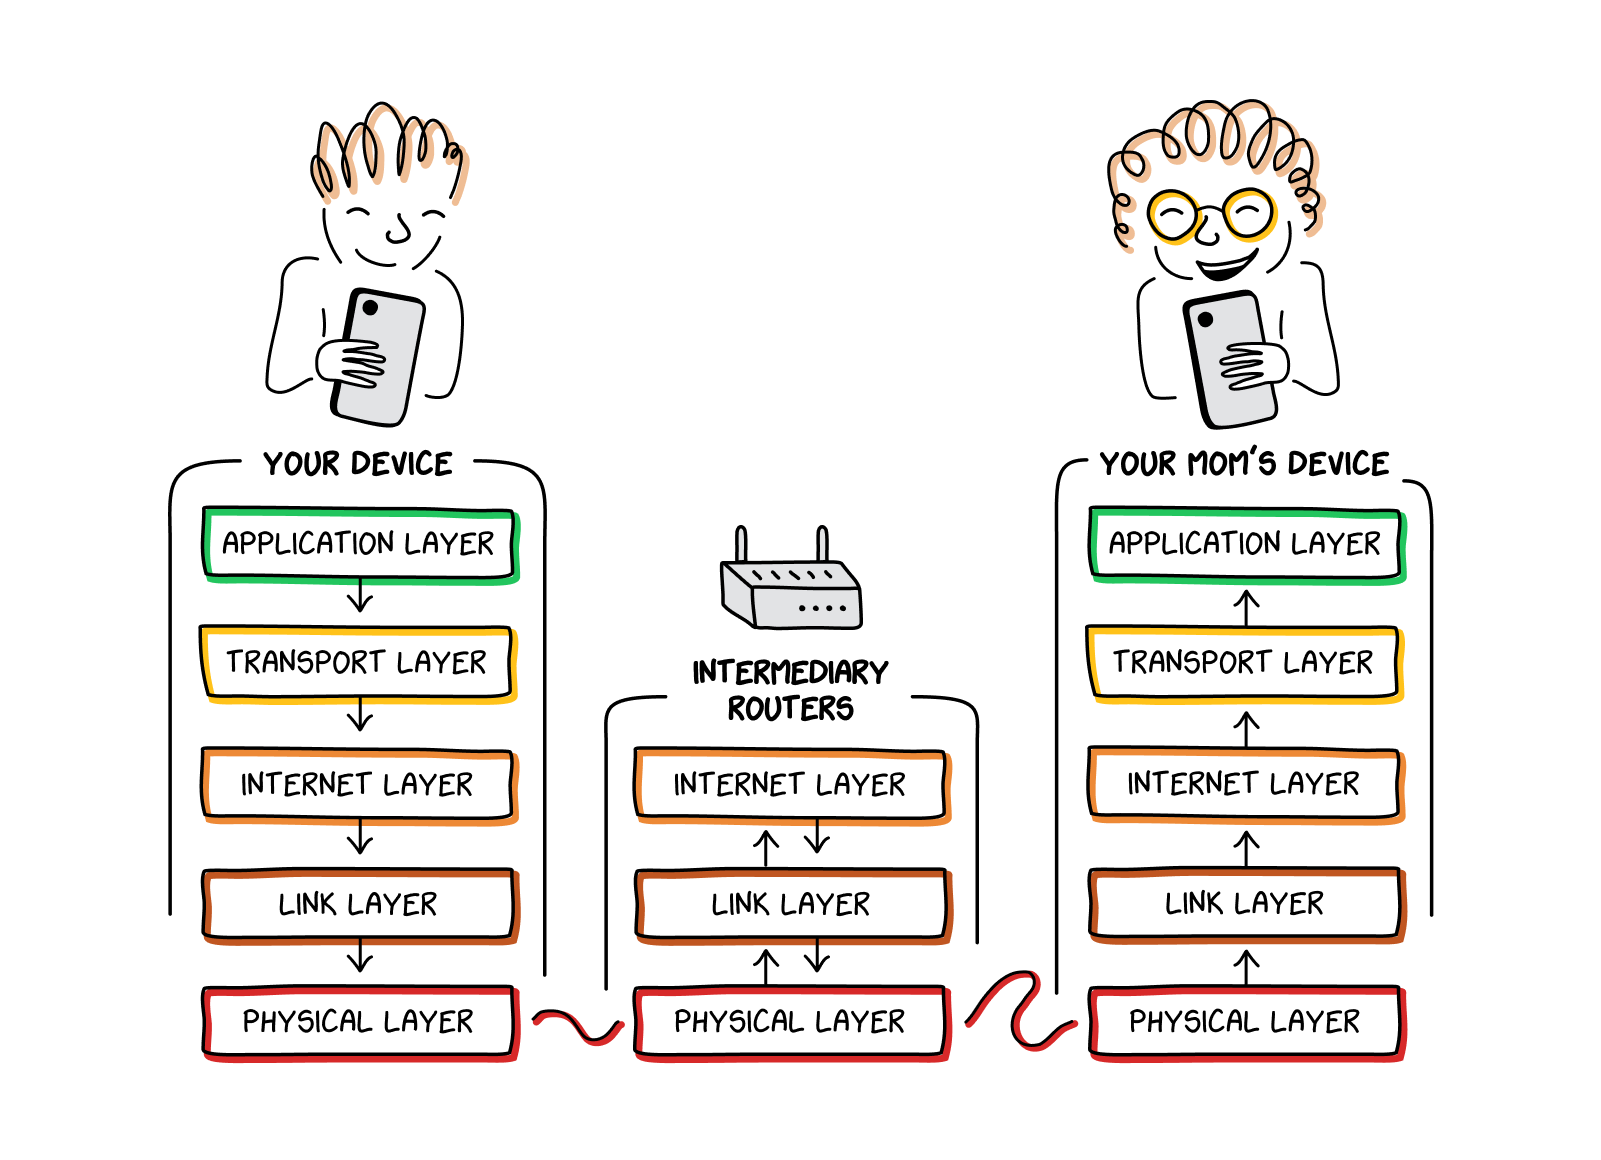 YOUR DEVICE
APPLICATION LAYER
TRANSPORT LAYER
INTERNET LAYER
LINK LAYER
PHYSICAL LAYER
INTERMEDIARY
ROUTERS
INTERNET LAYER
LINK LAYER
PHYSICAL LAYER
YOUR MOM'S DEVICE
APPLICATION LAYER
TRANSPORT LAYER
INTERNET LAYER
LINK LAYER
PHYSICAL LAYER